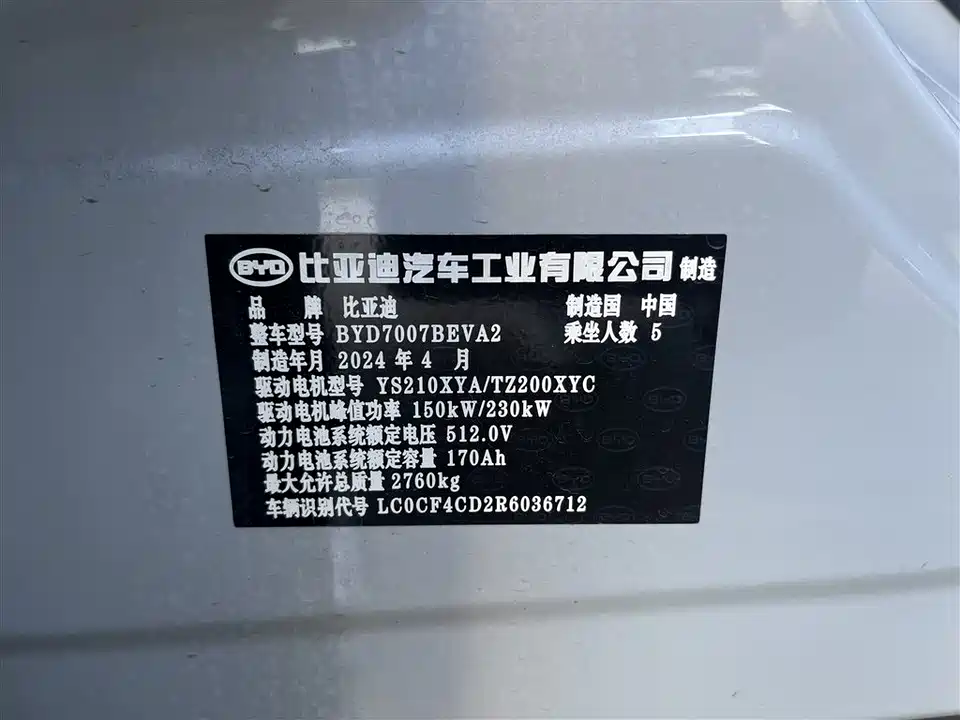 BYD 比亚迪汽车工业有限公司 制造
品 牌 比亚迪 制造国 中国
整车型号 BYD7007BEVA2 乘坐人数 5
制造年月 2024 年 4 月
驱动电机型号 YS210XYA/TZ200XYC
驱动电机峰值功率 150kW/230kW
动力电池系统额定电压 512.0V
动力电池系统额定容量 170Ah
最大允许总质量 2760kg
车辆识别代号 LC0CF4CD2R6036712